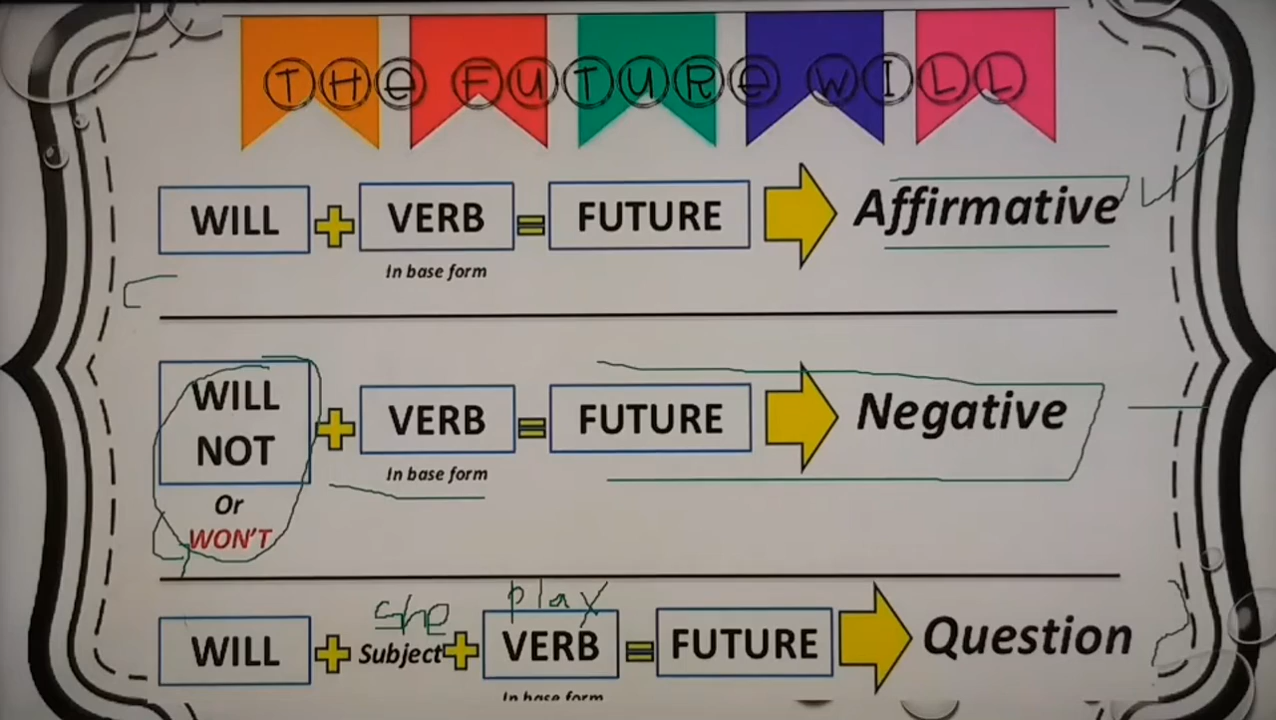 THE FUTURE WILL
WILL + VERB = FUTURE Affirmative
In base form
WILL NOT + VERB = FUTURE Negative
In base form
Or
WON'T
she play
WILL + Subject + VERB = FUTURE Question
In base form